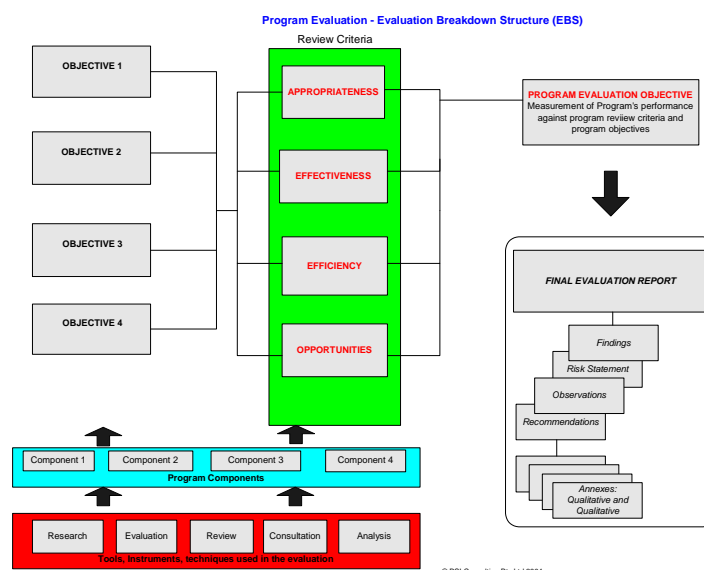 Program Evaluation - Evaluation Breakdown Structure (EBS)
Review Criteria
OBJECTIVE 1
OBJECTIVE 2
OBJECTIVE 3
OBJECTIVE 4
APPROPRIATENESS
EFFECTIVENESS
EFFICIENCY
OPPORTUNITIES
PROGRAM EVALUATION OBJECTIVE
Measurement of Program's performance
against program reviiew criteria and
program objectives
FINAL EVALUATION REPORT
Findings
Risk Statement
Observations
Recommendations
Annexes:
Qualitative and
Qualitative
Component 1
Component 2
Component 3
Component 4
Program Components
Research
Evaluation
Review
Consultation
Analysis
Tools, Instruments, techniques used in the evaluation